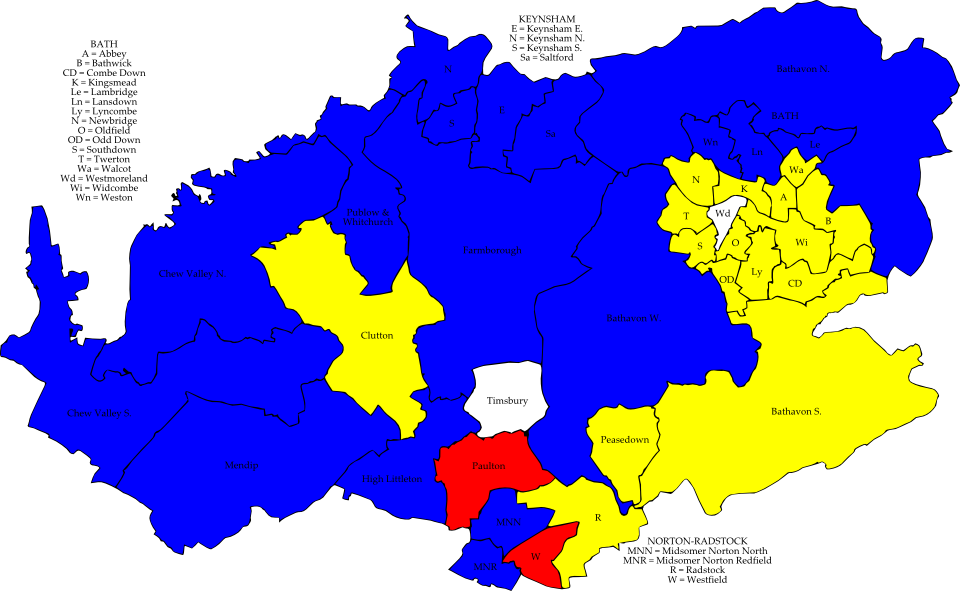 BATH
A = Abbey
B = Bathwick
CD = Combe Down
K = Kingsmead
Le = Lambridge
Ln = Lansdown
Ly = Lyncombe
N = Newbridge
O = Oldfield
OD = Odd Down
S = Southdown
T = Twerton
Wa = Walcot
Wd = Westmoreland
Wi = Widcombe
Wn = Weston
KEYNSHAM
E = Keynsham E.
N = Keynsham N.
S = Keynsham S.
Sa = Saltford
N
S
E
Sa
Bathavon N.
BATH
Ln
Le
Wa
N
K
A
T
Wd
B
S
O
Wi
OD
Ly
CD
Publow &
Whitchurch
Farmborough
Chew Valley N.
Bathavon W.
Clutton
Timsbury
Chew Valley S.
Bathavon S.
Peasedown
Mendip
Paulton
High Littleton
MNN
R
W
MNR
NORTON-RADSTOCK
MNN = Midsomer Norton North
MNR = Midsomer Norton Redfield
R = Radstock
W = Westfield